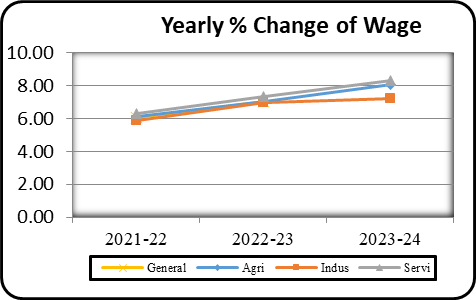 Yearly % Change of Wage
10.00
8.00
6.00
4.00
2.00
0.00
2021-22 2022-23 2023-24
General Agri Indus Servi